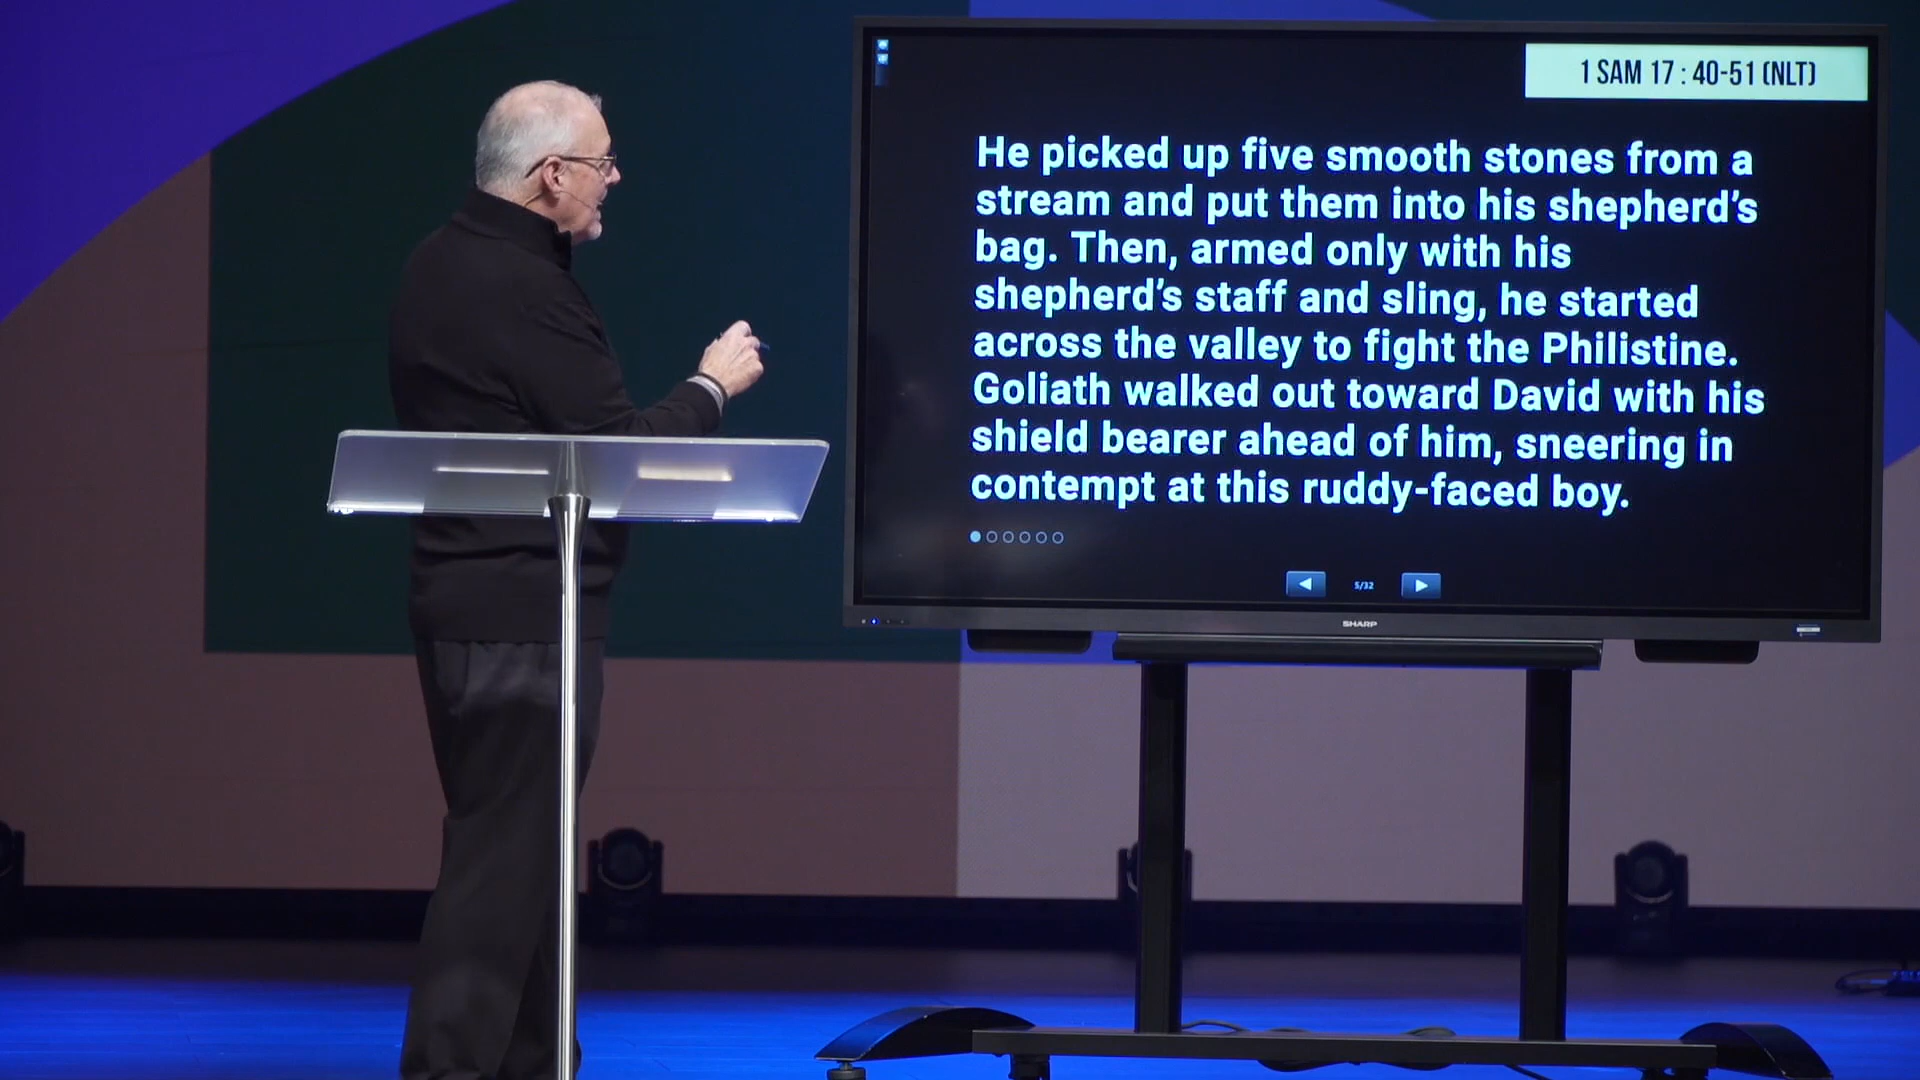 1 SAM 17 : 40-51 (NLT)
He picked up five smooth stones from a
stream and put them into his shepherd's
bag. Then, armed only with his
shepherd's staff and sling, he started
across the valley to fight the Philistine.
Goliath walked out toward David with his
shield bearer ahead of him, sneering in
contempt at this ruddy-faced boy.
5/32
SHARP